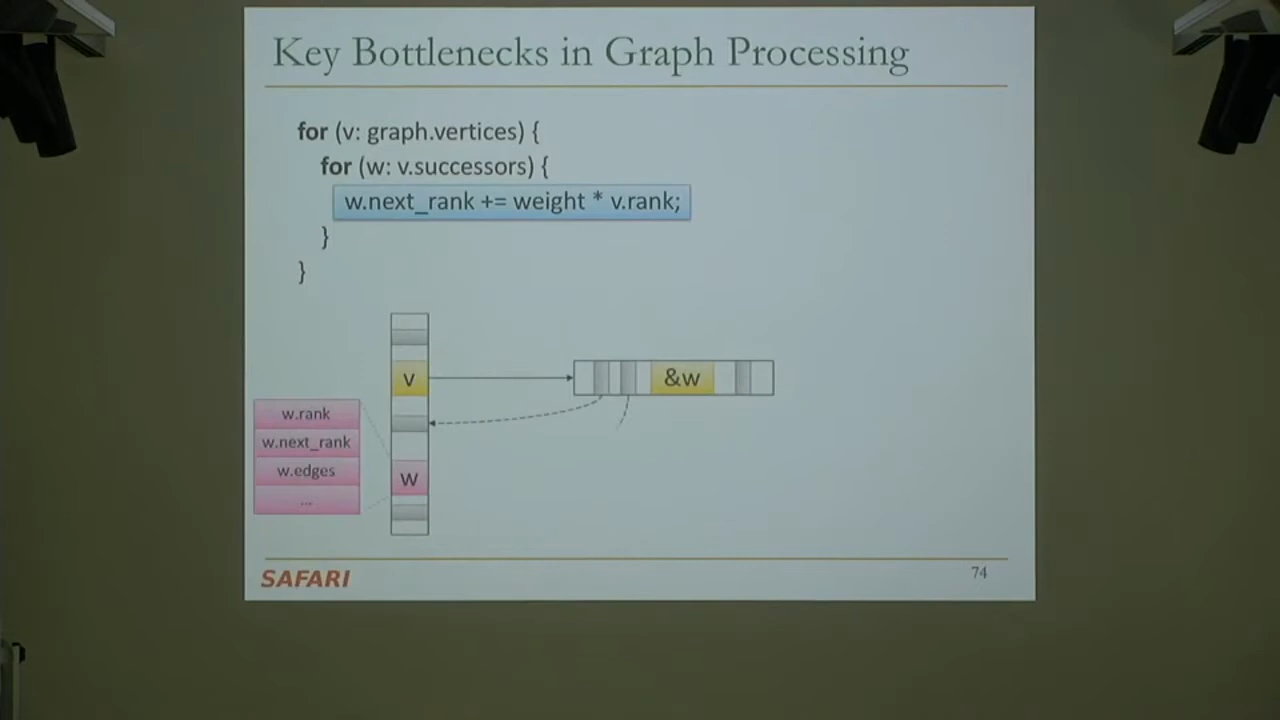 Key Bottlenecks in Graph Processing
for (v: graph.vertices) {
for (w: v.successors) {
w.next_rank += weight * v.rank;
}
}
v
&w
w.rank
w.next_rank
w.edges
...
w
SAFARI
74